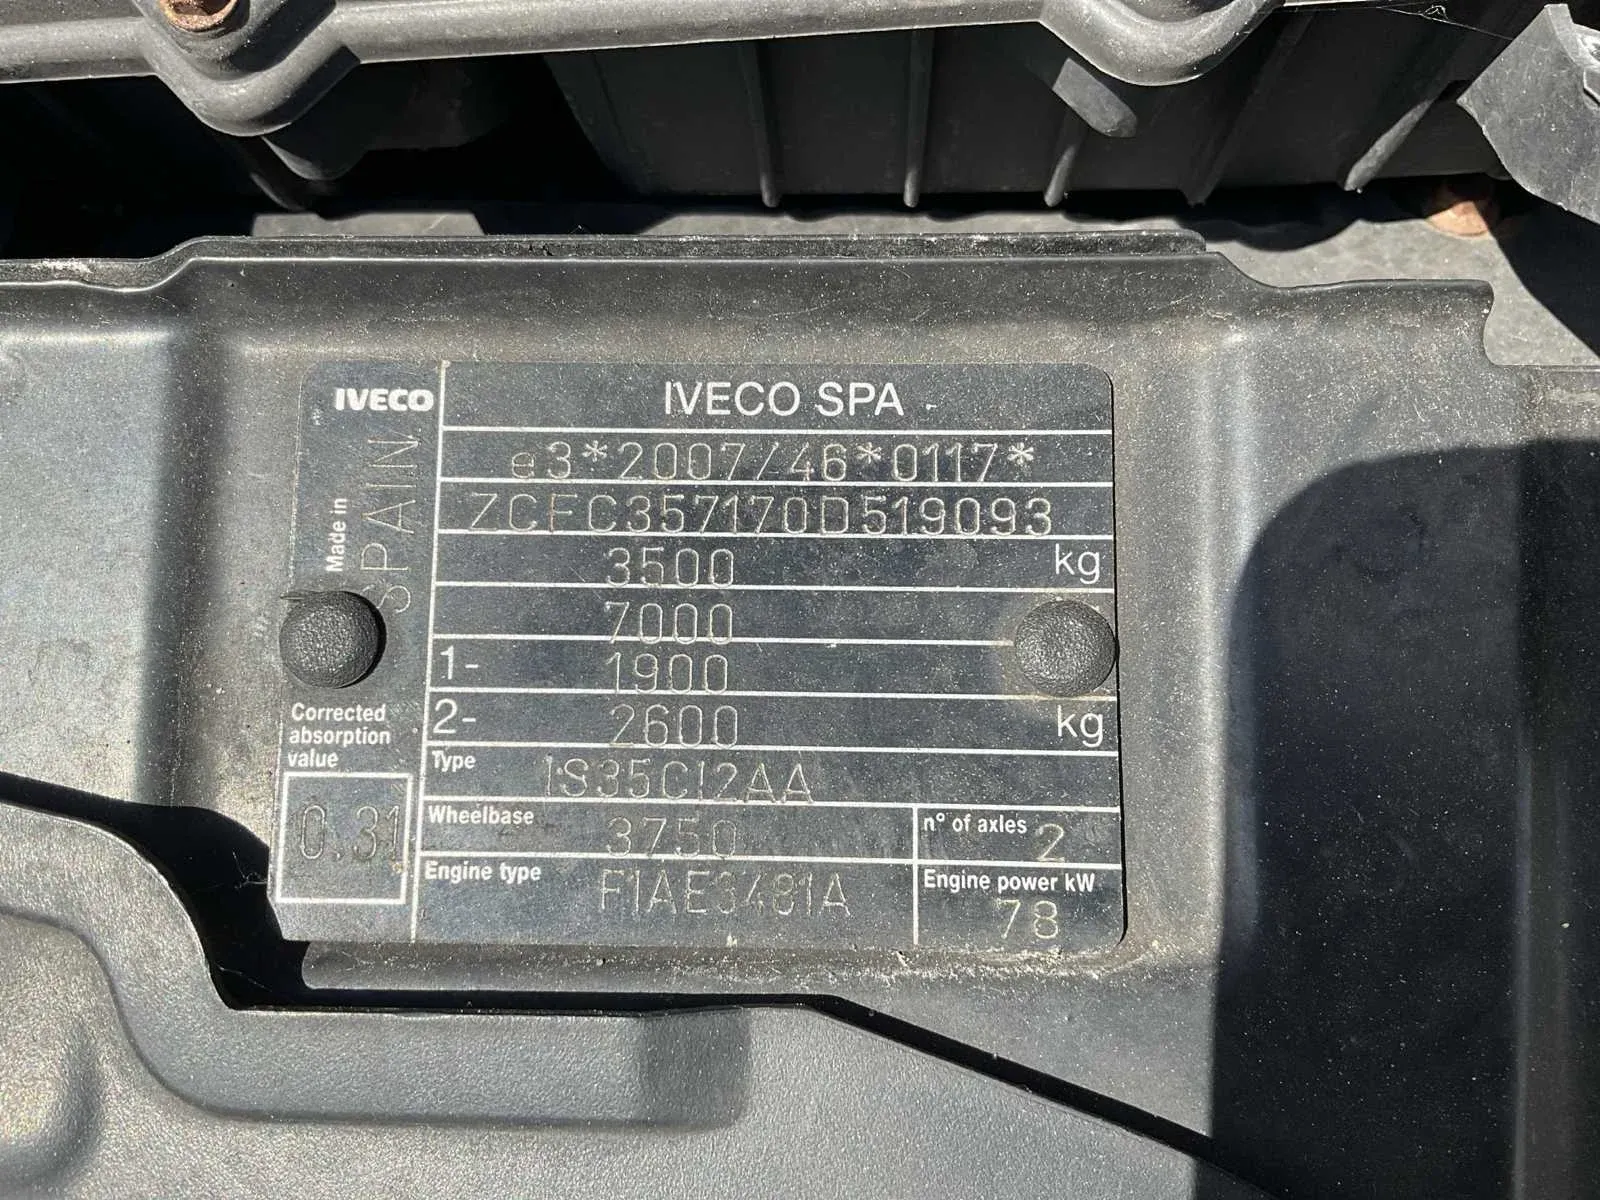 IVECO
IVECO SPA
Made in
SPAIN
e3*2007/46*0117*
ZCFC357170D519093
3500 kg
7000
1- 1900
2- 2600 kg
Type IS35CI2AA
Wheelbase 3750
n° of axles 2
Engine type F1AE3481A
Engine power kW
78
Corrected
absorption
value
0.31